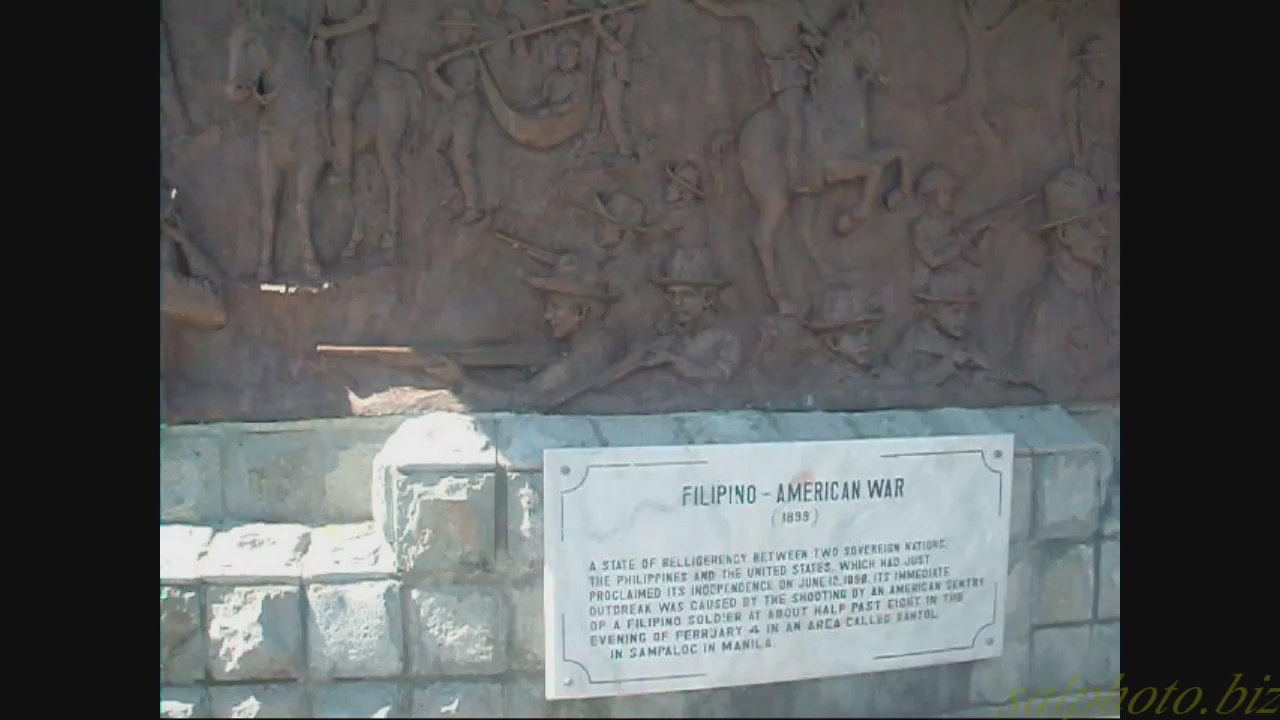 FILIPINO - AMERICAN WAR
(1899)
A STATE OF BELLIGERENCY BETWEEN TWO SOVEREIGN NATIONS,
THE PHILIPPINES AND THE UNITED STATES, WHICH HAD JUST
PROCLAIMED ITS INDEPENDENCE ON JUNE 12, 1898. ITS IMMEDIATE
OUTBREAK WAS CAUSED BY THE SHOOTING BY AN AMERICAN SENTRY
OF A FILIPINO SOLDIER AT ABOUT HALF PAST EIGHT IN THE
EVENING OF FEBRUARY 4 IN AN AREA CALLED SANTOL
IN SAMPALOC IN MANILA.
sulphoto.biz